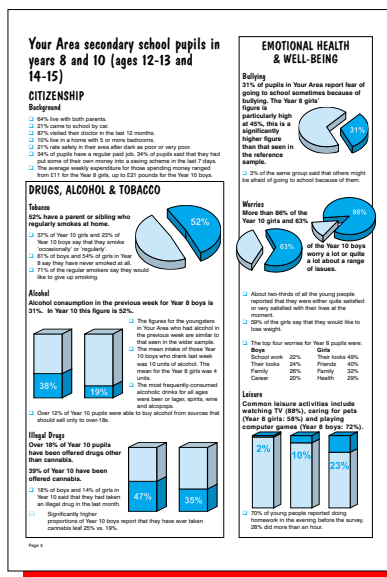 Your Area secondary school pupils in
years 8 and 10 (ages 12-13 and
14-15)
CITIZENSHIP
Background
64% live with both parents.
21% came to school by car.
87% visited their doctor in the last 12 months.
10% live in a home with 5 or more bedrooms.
21% rate safety in their area after dark as poor or very poor.
34% of pupils have a regular paid job. 34% of pupils said that they had
put some of their own money into a saving scheme in the last 7 days.
The average weekly expenditure for those spending money ranged
from £11 for the Year 8 girls, up to £21 pounds for the Year 10 boys.
DRUGS, ALCOHOL & TOBACCO
Tobacco
52% have a parent or sibling who
regularly smokes at home.
37% of Year 10 girls and 23% of
Year 10 boys say that they smoke
'occasionally' or 'regularly'.
61% of boys and 54% of girls in Year
8 say they have never smoked at all.
71% of the regular smokers say they would
like to give up smoking.
52%
Alcohol
Alcohol consumption in the previous week for Year 8 boys is
31%. In Year 10 this figure is 52%.
38%
19%
The figures for the youngsters
in Your Area who had alcohol in
the previous week are similar to
that seen in the wider sample.
The mean intake of those Year
10 boys who drank last week
was 10 units of alcohol. The
mean for the Year 8 girls was 4
units.
The most frequently-consumed
alcoholic drinks for all ages
were beer or lager, spirits, wine
and alcopops.
Over 12% of Year 10 pupils were able to buy alcohol from sources that
should sell only to over-18s.
Illegal Drugs
Over 18% of Year 10 pupils
have been offered drugs other
than cannabis.
39% of Year 10 have been
offered cannabis.
18% of boys and 14% of girls in
Year 10 said that they had taken
an illegal drug in the last month.
Significantly higher
proportions of Year 10 boys report that they have ever taken
cannabis leaf 25% vs. 19%.
47%
35%
Page 6
EMOTIONAL HEALTH
& WELL-BEING
Bullying
31% of pupils in Your Area report fear of
going to school sometimes because of
bullying. The Year 8 girls'
figure is
particularly high
at 45%, this is a
significantly
higher figure
than that seen in
the reference
sample.
31%
3% of the same group said that others might
be afraid of going to school because of them.
Worries
More than 86% of the
Year 10 girls and 63%
86%
63%
of the Year 10 boys
worry a lot or quite
a lot about a range
of issues.
About two-thirds of all the young people
reported that they were either quite satisfied
or very satisfied with their lives at the
moment.
59% of the girls say that they would like to
lose weight.
The top four worries for Year 8 pupils were:
Boys Girls
School work 22% Their looks 49%
Their looks 24% Friends 40%
Family 26% Family 32%
Career 20% Health 29%
Leisure
Common leisure activities include
watching TV (88%), caring for pets
(Year 8 girls: 58%) and playing
computer games (Year 8 boys: 72%).
2%
10%
23%
70% of young people reported doing
homework in the evening before the survey,
28% did more than an hour.